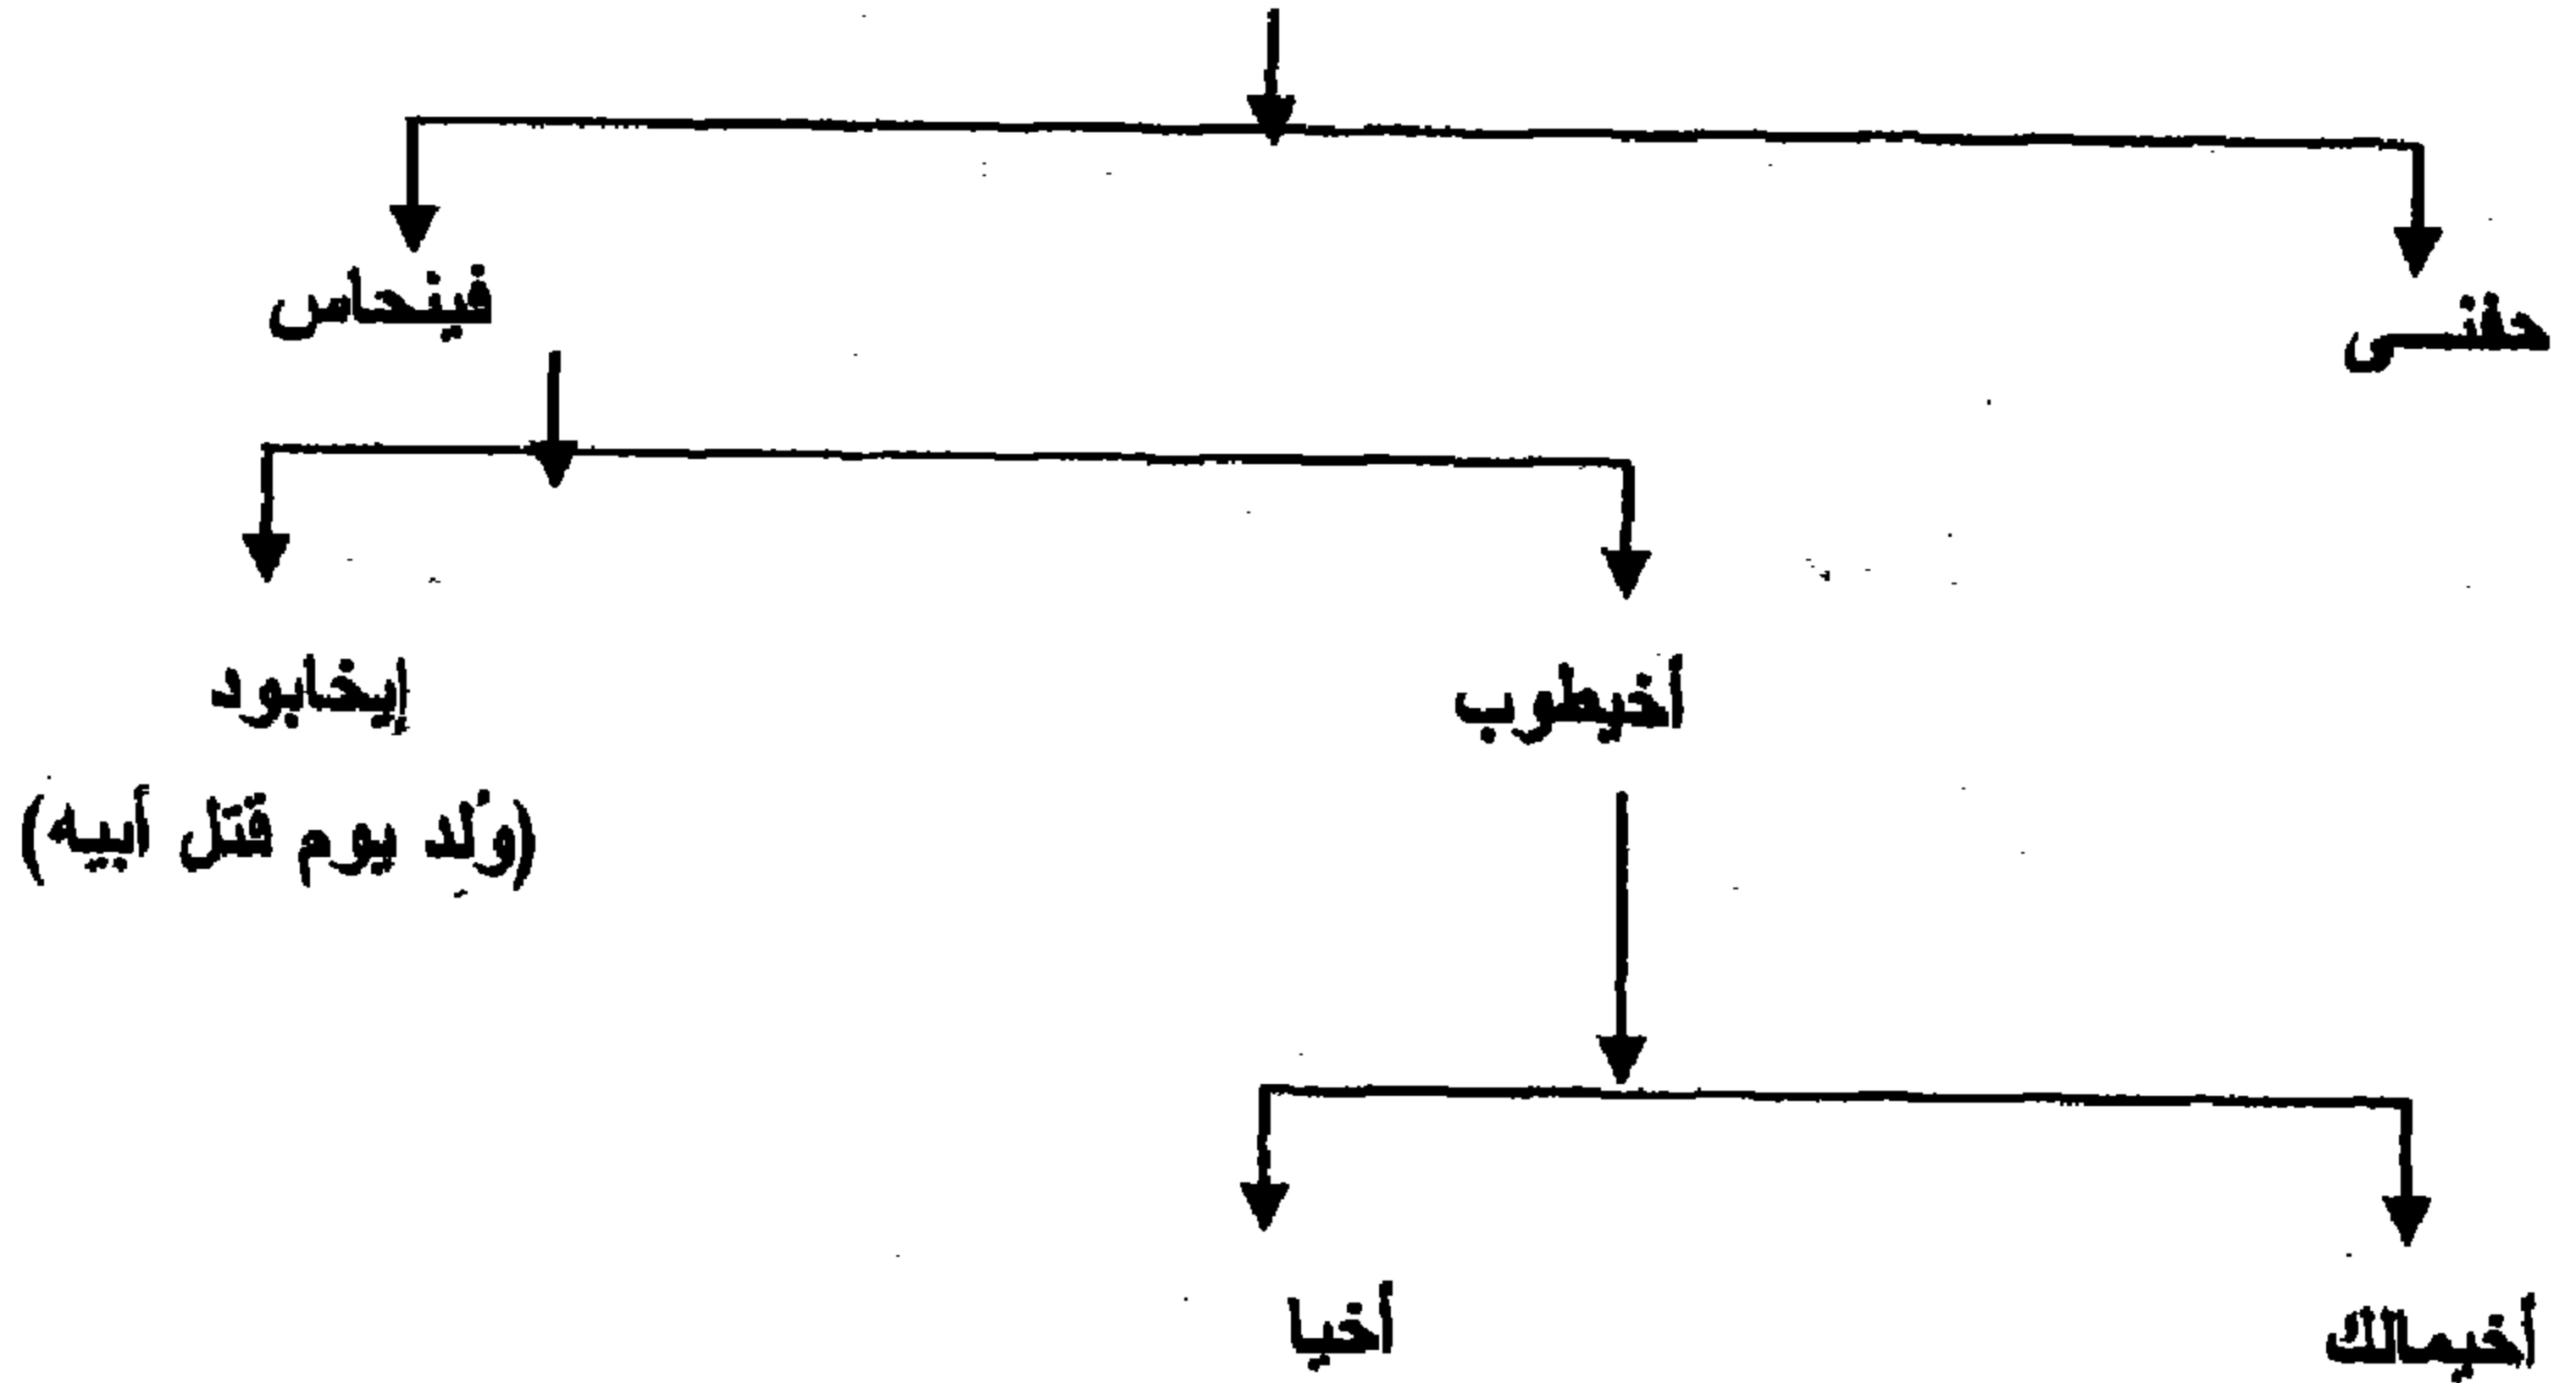 حفنـــى
فينحاس
أخيطوب
إيخابود
(وُلِد يوم قتل أبيه)
أخيمالك
أخيا